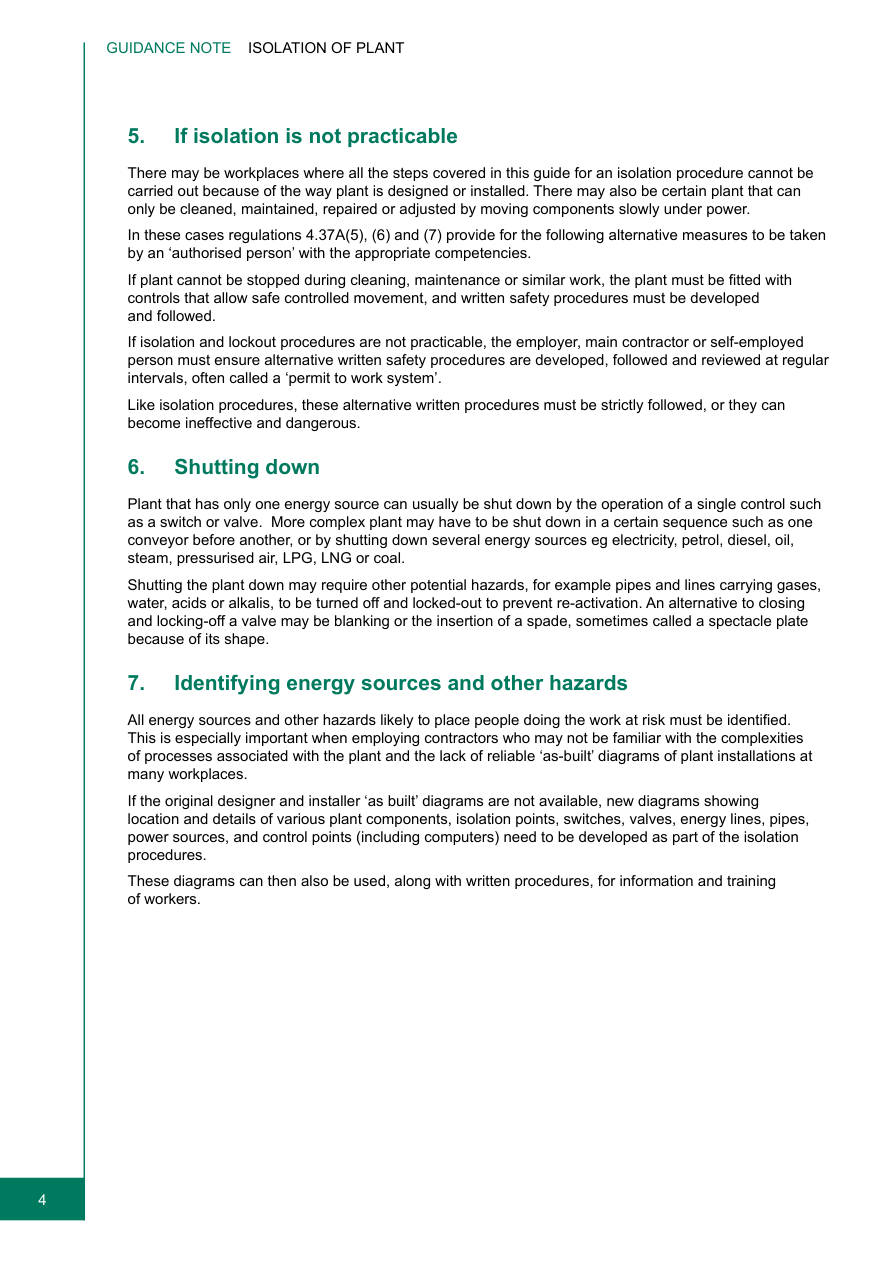 GUIDANCE NOTE ISOLATION OF PLANT
5. If isolation is not practicable
There may be workplaces where all the steps covered in this guide for an isolation procedure cannot be
carried out because of the way plant is designed or installed. There may also be certain plant that can
only be cleaned, maintained, repaired or adjusted by moving components slowly under power.
In these cases regulations 4.37A(5), (6) and (7) provide for the following alternative measures to be taken
by an ‘authorised person’ with the appropriate competencies.
If plant cannot be stopped during cleaning, maintenance or similar work, the plant must be fitted with
controls that allow safe controlled movement, and written safety procedures must be developed
and followed.
If isolation and lockout procedures are not practicable, the employer, main contractor or self-employed
person must ensure alternative written safety procedures are developed, followed and reviewed at regular
intervals, often called a ‘permit to work system’.
Like isolation procedures, these alternative written procedures must be strictly followed, or they can
become ineffective and dangerous.
6. Shutting down
Plant that has only one energy source can usually be shut down by the operation of a single control such
as a switch or valve.  More complex plant may have to be shut down in a certain sequence such as one
conveyor before another, or by shutting down several energy sources eg electricity, petrol, diesel, oil,
steam, pressurised air, LPG, LNG or coal.
Shutting the plant down may require other potential hazards, for example pipes and lines carrying gases,
water, acids or alkalis, to be turned off and locked-out to prevent re-activation. An alternative to closing
and locking-off a valve may be blanking or the insertion of a spade, sometimes called a spectacle plate
because of its shape.
7. Identifying energy sources and other hazards
All energy sources and other hazards likely to place people doing the work at risk must be identified.
This is especially important when employing contractors who may not be familiar with the complexities
of processes associated with the plant and the lack of reliable ‘as-built’ diagrams of plant installations at
many workplaces.
If the original designer and installer ‘as built’ diagrams are not available, new diagrams showing
location and details of various plant components, isolation points, switches, valves, energy lines, pipes,
power sources, and control points (including computers) need to be developed as part of the isolation
procedures.
These diagrams can then also be used, along with written procedures, for information and training
of workers.
4